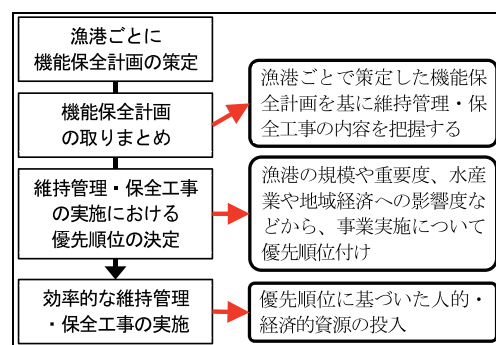 漁港ごとに
機能保全計画の策定
機能保全計画
の取りまとめ
漁港ごとで策定した機能保
全計画を基に維持管理・保
全工事の内容を把握する
維持管理・保全工事
の実施における
優先順位の決定
漁港の規模や重要度、水産
業や地域経済への影響度な
どから、事業実施について
優先順位付け
効率的な維持管理
・保全工事の実施
優先順位に基づいた人的・
経済的資源の投入